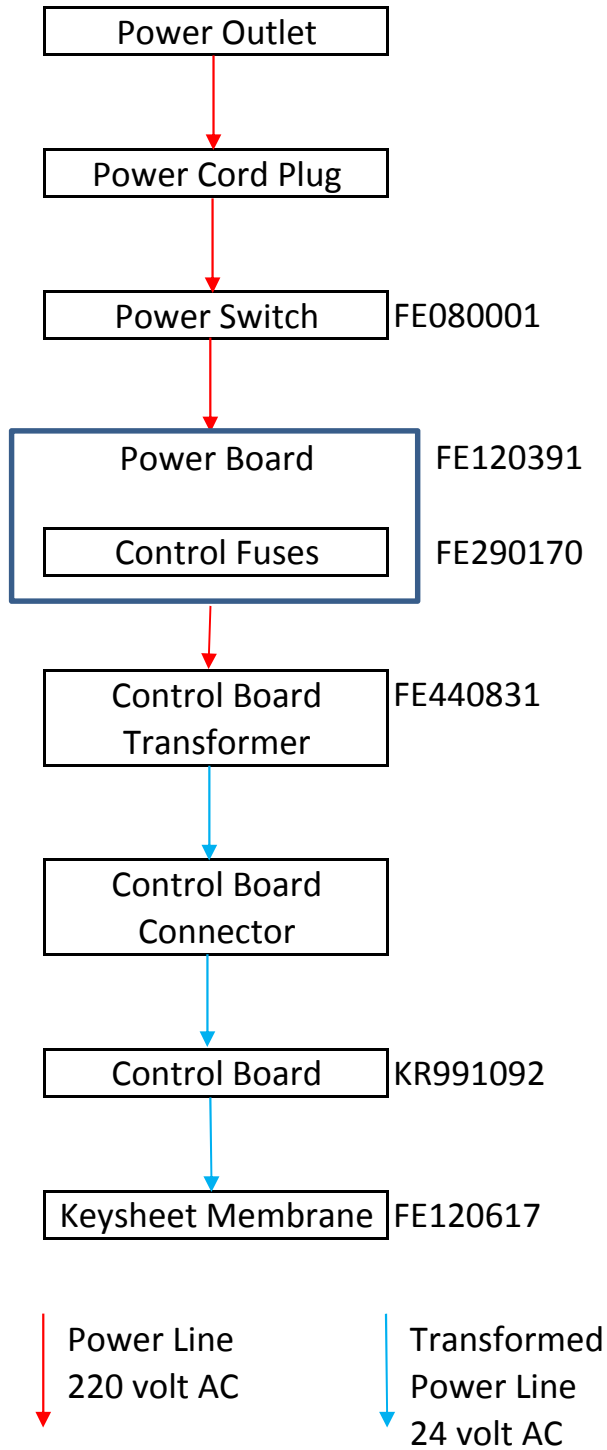 Power Outlet
Power Cord Plug
Power Switch FE080001
Power Board FE120391
Control Fuses FE290170
Control Board FE440831
Transformer
Control Board
Connector
Control Board KR991092
Keysheet Membrane FE120617
Power Line
220 volt AC
Transformed
Power Line
24 volt AC